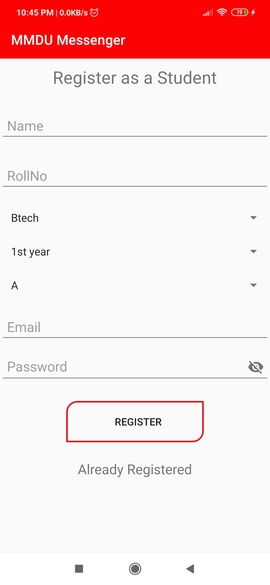 10:45 PM | 0.0KB/s
19
MMDU Messenger
Register as a Student
Name
RollNo
Btech
1st year
A
Email
Password
REGISTER
Already Registered